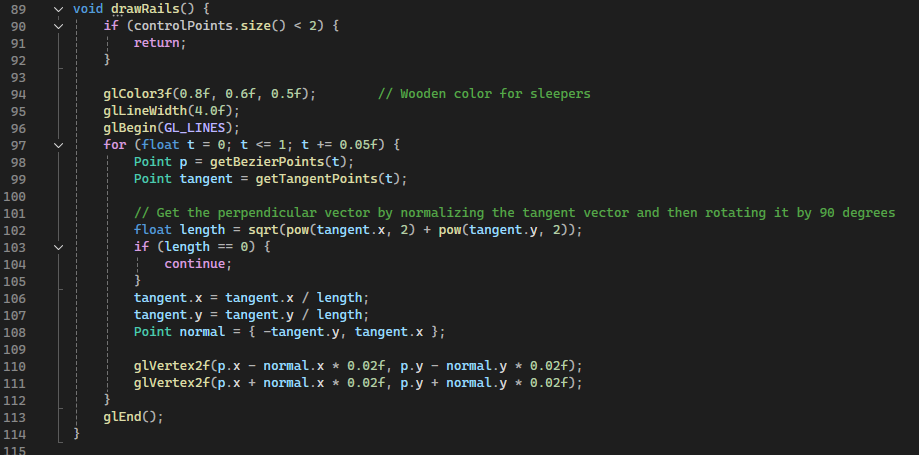 89 void drawRails() {
90 if (controlPoints.size() < 2) {
91 return;
92 }
93
94 glColor3f(0.8f, 0.6f, 0.5f); // Wooden color for sleepers
95 glLineWidth(4.0f);
96 glBegin(GL_LINES);
97 for (float t = 0; t <= 1; t += 0.05f) {
98 Point p = getBezierPoints(t);
99 Point tangent = getTangentPoints(t);
100
101 // Get the perpendicular vector by normalizing the tangent vector and then rotating it by 90 degrees
102 float length = sqrt(pow(tangent.x, 2) + pow(tangent.y, 2));
103 if (length == 0) {
104 continue;
105 }
106 tangent.x = tangent.x / length;
107 tangent.y = tangent.y / length;
108 Point normal = { -tangent.y, tangent.x };
109
110 glVertex2f(p.x - normal.x * 0.02f, p.y - normal.y * 0.02f);
111 glVertex2f(p.x + normal.x * 0.02f, p.y + normal.y * 0.02f);
112 }
113 glEnd();
114 }
115